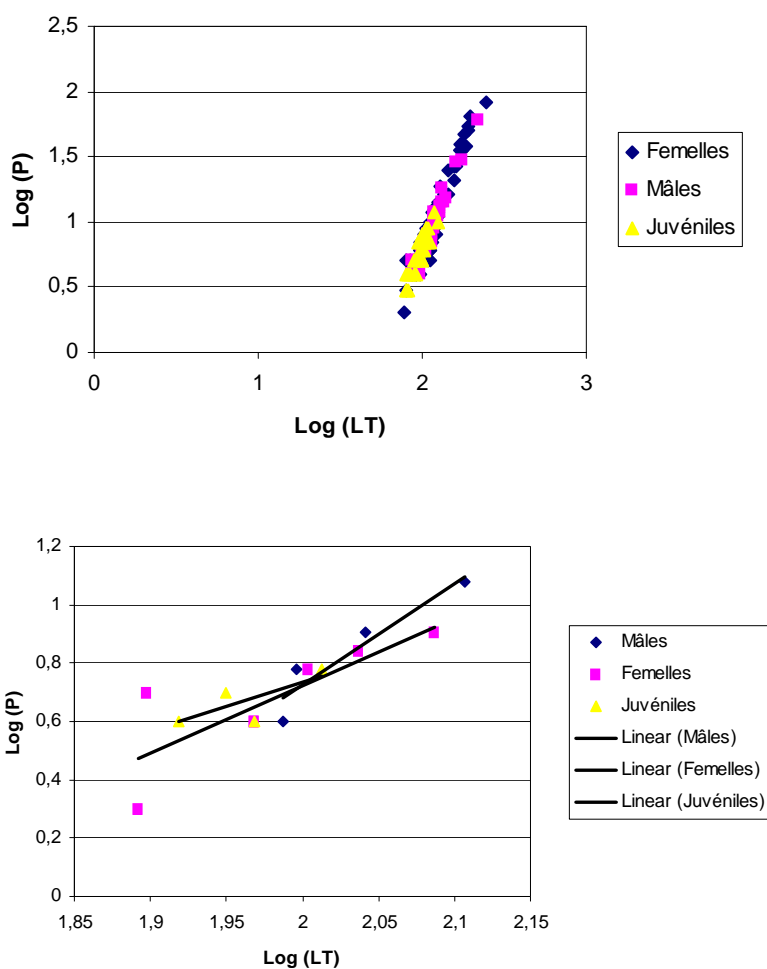 2,5
2
1,5
1
0,5
0
0
1
2
3
Log (P)
Log (LT)
Femelles
Mâles
Juvéniles
1,2
1
0,8
0,6
0,4
0,2
0
1,85
1,9
1,95
2
2,05
2,1
2,15
Log (P)
Log (LT)
Mâles
Femelles
Juvéniles
Linear (Mâles)
Linear (Femelles)
Linear (Juvéniles)